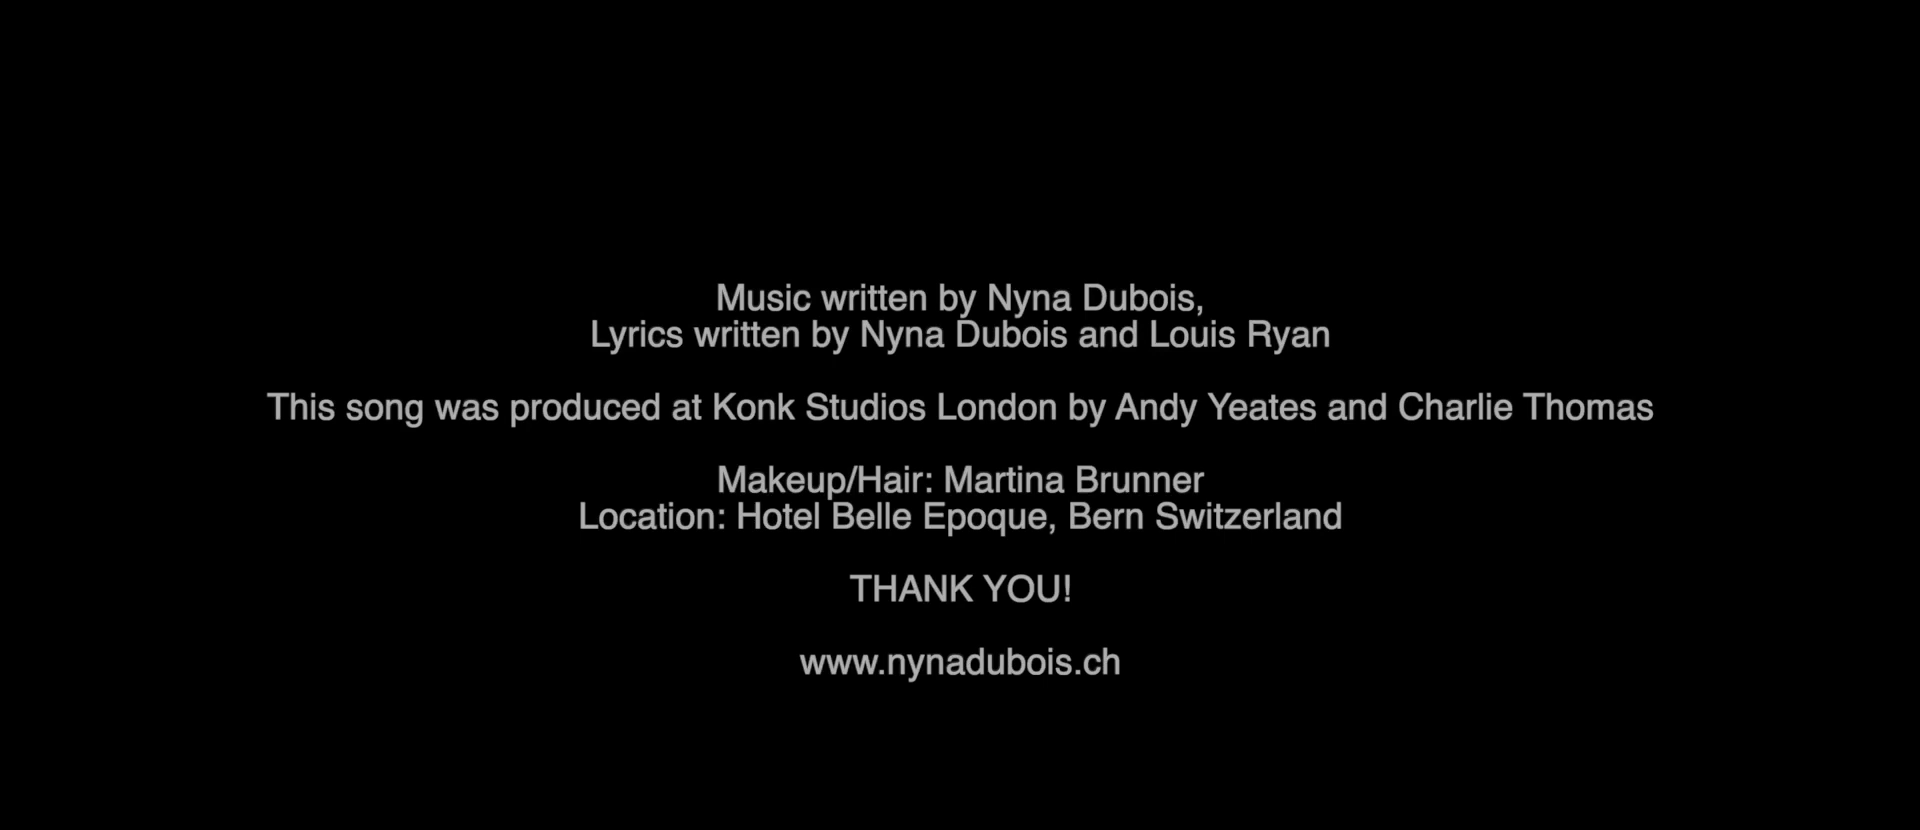 Music written by Nyna Dubois,
Lyrics written by Nyna Dubois and Louis Ryan
This song was produced at Konk Studios London by Andy Yeates and Charlie Thomas
Makeup/Hair: Martina Brunner
Location: Hotel Belle Epoque, Bern Switzerland
THANK YOU!
www.nynadubois.ch